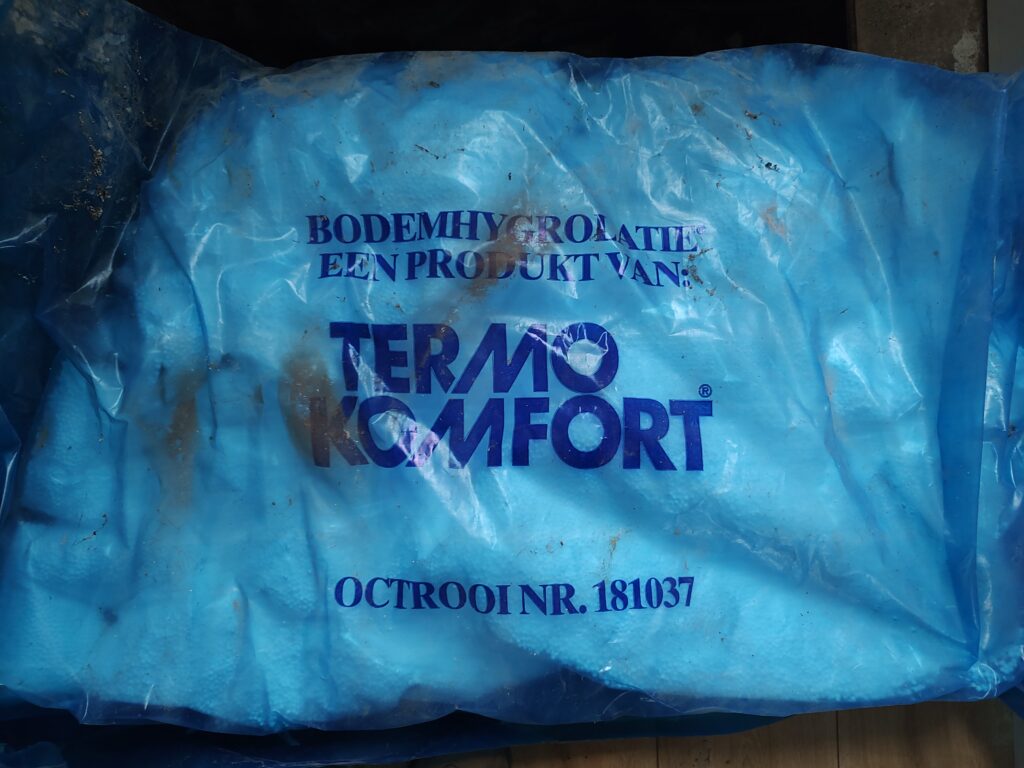 BODEMHYGROLATIE®
EEN PRODUKT VAN:
TERMO
KOMFORT®
OCTROOI NR. 181037